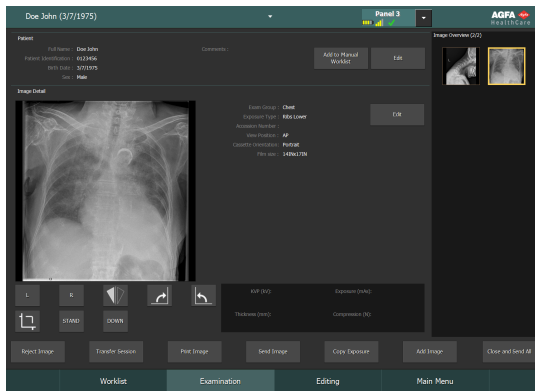 Doe John (3/7/1975)
Panel 3
AGFA
HealthCare
Patient
Full Name : Doe John
Patient Identification : 0123456
Birth Date : 3/7/1975
Sex : Male
Comments :
Add to Manual
Worklist
Edit
Image Overview (2/2)
Image Detail
Exam Group : Chest
Exposure Type : Ribs Lower
Accession Number :
View Position : AP
Cassette Orientation : Portrait
Film size : 14INx17IN
Edit
L
R
STAND
DOWN
KVP (kV):
Exposure (mAs):
Thickness (mm):
Compression (N):
Reject Image
Transfer Session
Print Image
Send Image
Copy Exposure
Add Image
Close and Send All
Worklist
Examination
Editing
Main Menu